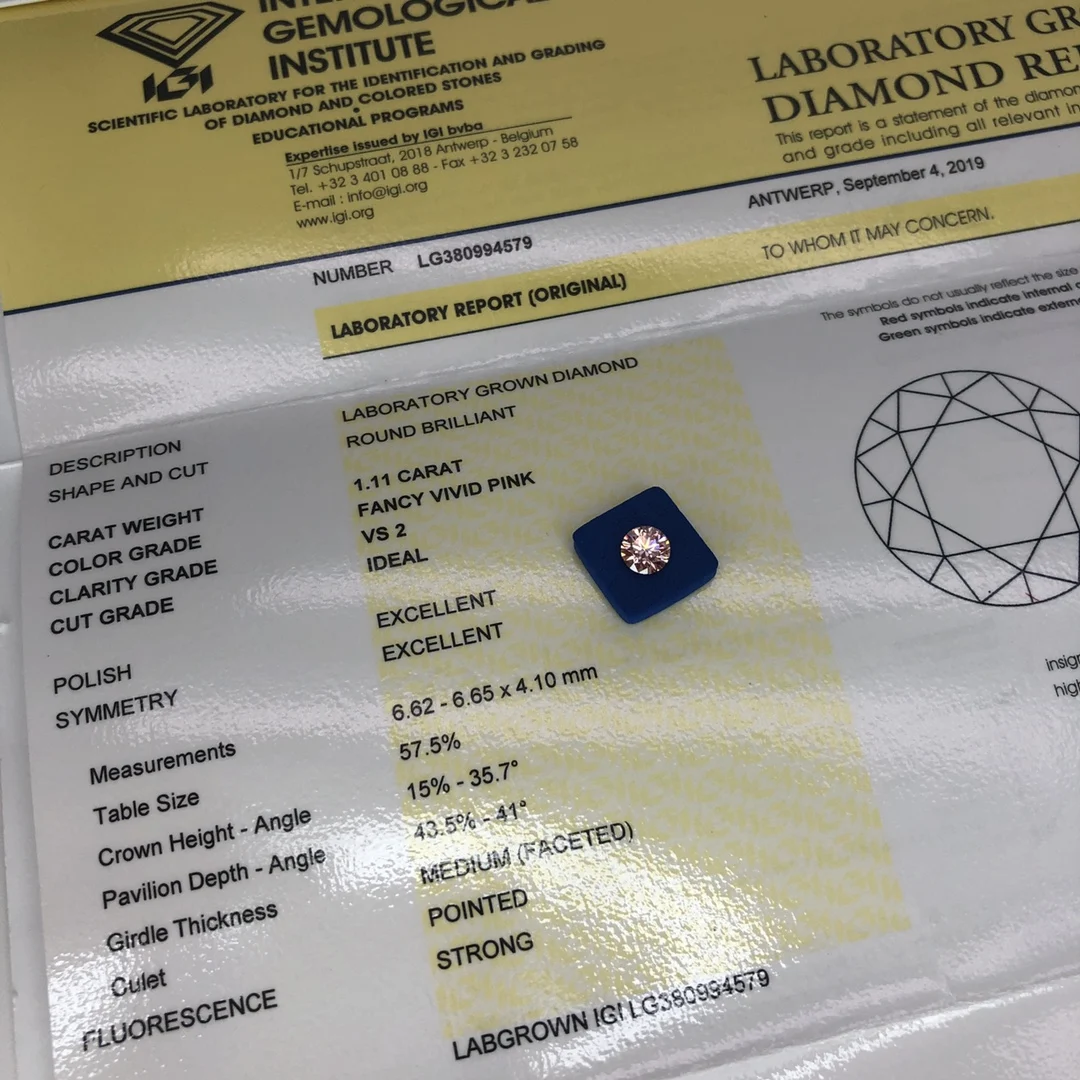 GEMOLOGICAL
INSTITUTE
IGI
SCIENTIFIC LABORATORY FOR THE IDENTIFICATION AND GRADING
OF DIAMOND AND COLORED STONES
EDUCATIONAL PROGRAMS
Expertise issued by IGI bvba
1/7 Schupstraat, 2018 Antwerp - Belgium
Tel. +32 3 401 08 88 - Fax +32 3 232 07 58
E-mail : info@igi.org
www.igi.org
LABORATORY GR
DIAMOND RE
This report is a statement of the diamon
and grade including all relevant in
ANTWERP, September 4, 2019
NUMBER LG380994579
TO WHOM IT MAY CONCERN.
LABORATORY REPORT (ORIGINAL)
The symbols do not usually reflect the size
Red symbols indicate internal
Green symbols indicate extern
DESCRIPTION LABORATORY GROWN DIAMOND
SHAPE AND CUT ROUND BRILLIANT
CARAT WEIGHT 1.11 CARAT
COLOR GRADE FANCY VIVID PINK
CLARITY GRADE VS 2
CUT GRADE IDEAL
POLISH EXCELLENT
SYMMETRY EXCELLENT
Measurements 6.62 - 6.65 x 4.10 mm
Table Size 57.5%
Crown Height - Angle 15% - 35.7°
Pavilion Depth - Angle 43.5% - 41°
Girdle Thickness MEDIUM (FACETED)
Culet POINTED
FLUORESCENCE STRONG
LABGROWN IGI LG380994579
insig
hig